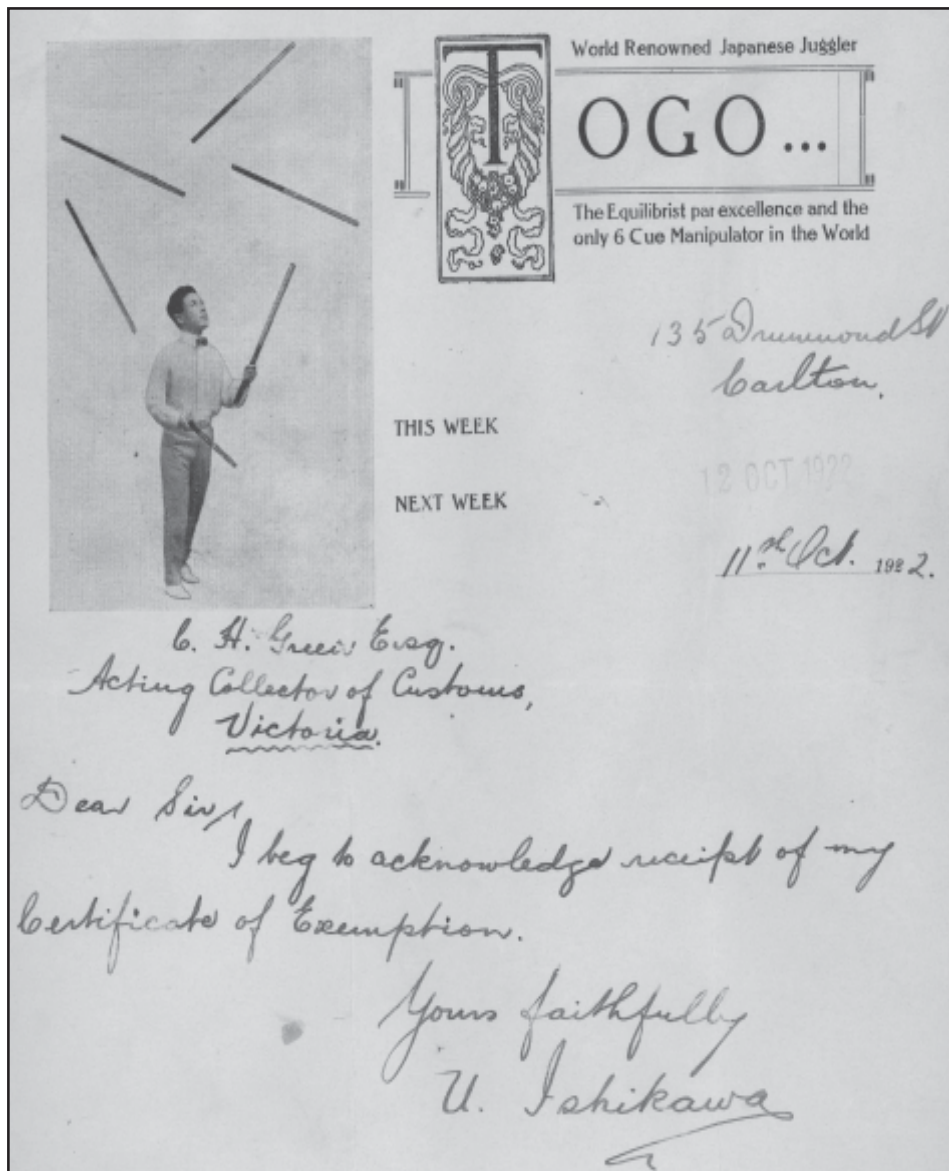 World Renowned Japanese Juggler
TOGO...
The Equilibrist par excellence and the
only 6 Cue Manipulator in the World
135 Drummond St
Carlton,
THIS WEEK
12 OCT 1922
NEXT WEEK
11th Oct. 1922.
C. H. Esq.
Acting Collector of Customs,
Victoria.
Dear Sir,
I beg to acknowledge receipt of my
Certificate of Exemption.
Yours faithfully
U. Ishikawa